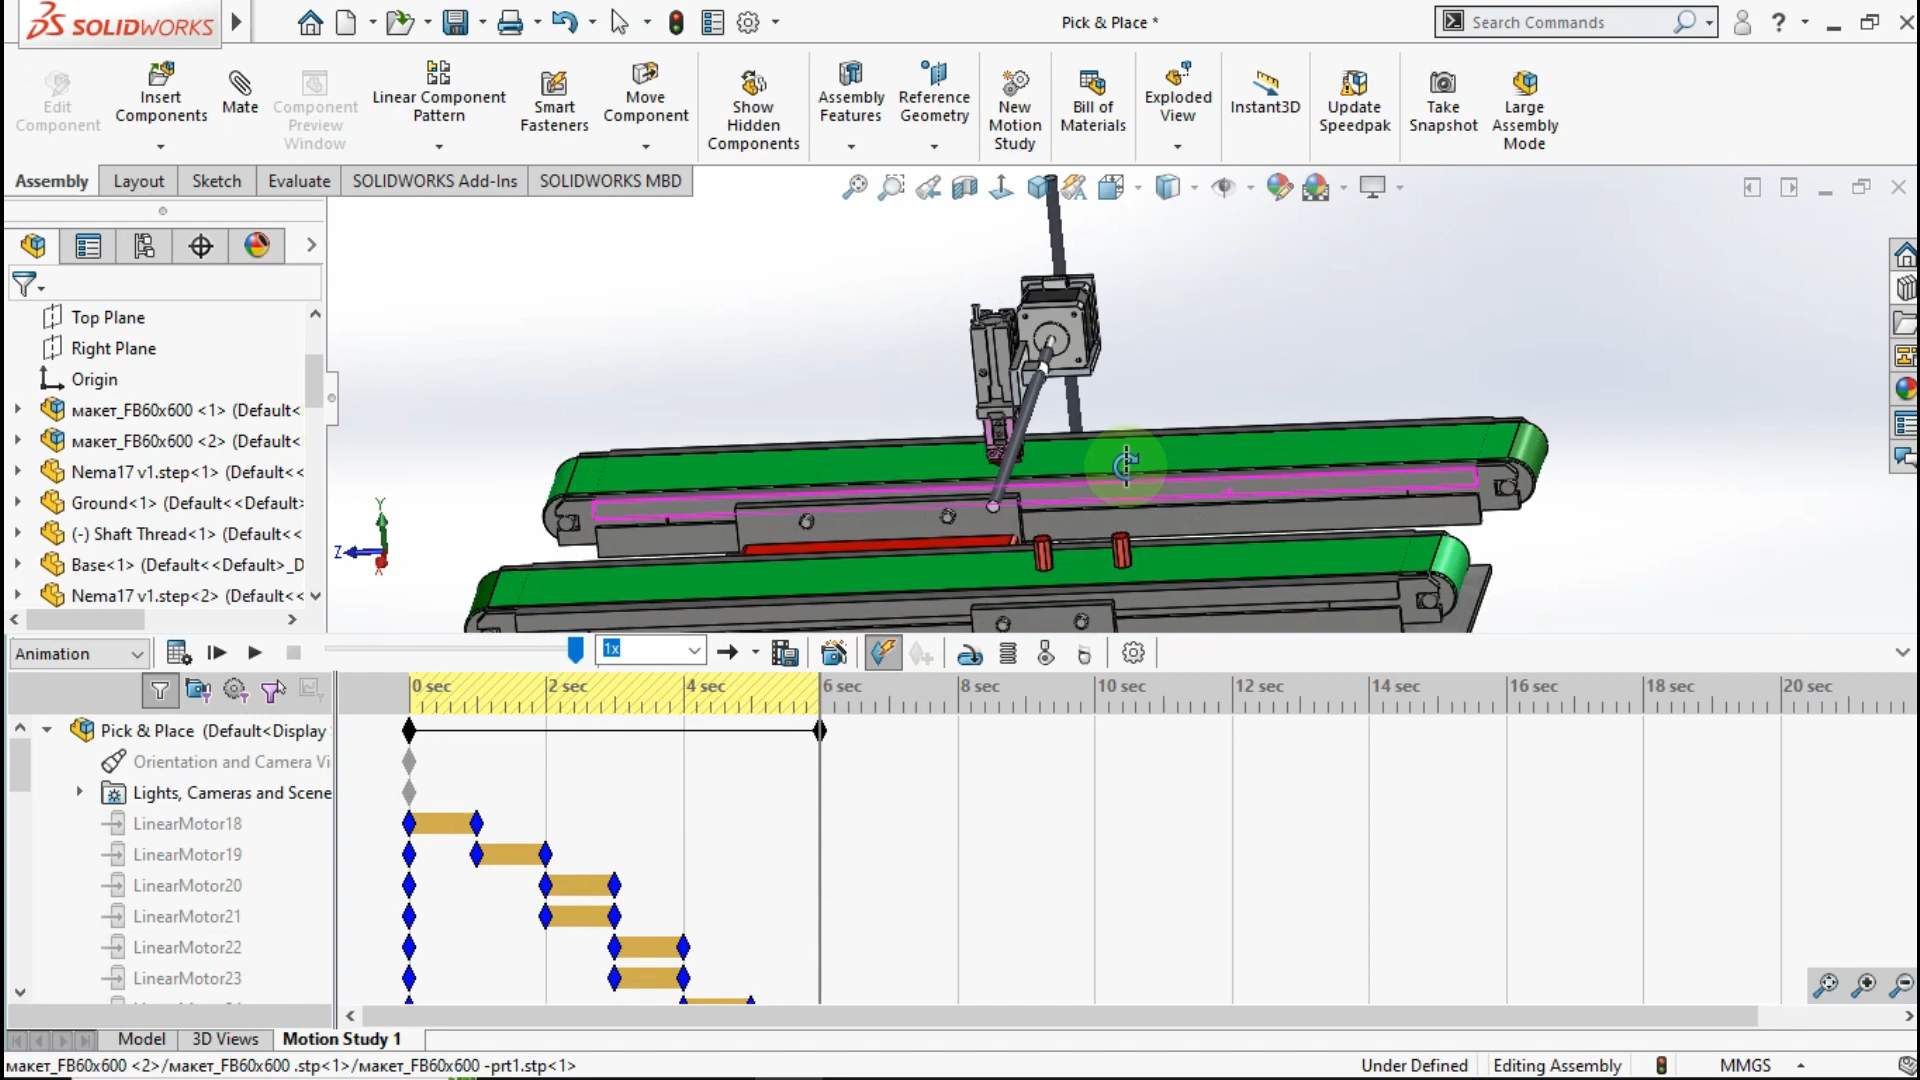 SOLIDWORKS
Pick & Place *
Search Commands
?
Edit Component
Insert Components
Mate
Component Preview Window
Linear Component Pattern
Smart Fasteners
Move Component
Show Hidden Components
Assembly Features
Reference Geometry
New Motion Study
Bill of Materials
Exploded View
Instant3D
Update Speedpak
Take Snapshot
Large Assembly Mode
Assembly
Layout
Sketch
Evaluate
SOLIDWORKS Add-Ins
SOLIDWORKS MBD
Top Plane
Right Plane
Origin
макет_FB60x600 <1> (Default<
макет_FB60x600 <2> (Default<
Nema17 v1.step<1> (Default<<
Ground<1> (Default<<Default>
(-) Shaft Thread<1> (Default<<
Base<1> (Default<<Default>_D
Nema17 v1.step<2> (Default<<
Y
Z
X
Animation
1x
0 sec
2 sec
4 sec
6 sec
8 sec
10 sec
12 sec
14 sec
16 sec
18 sec
20 sec
Pick & Place (Default<Display
Orientation and Camera Vi
Lights, Cameras and Scene
LinearMotor18
LinearMotor19
LinearMotor20
LinearMotor21
LinearMotor22
LinearMotor23
Model
3D Views
Motion Study 1
макет_FB60x600 <2>/макет_FB60x600 .stp<1>/макет_FB60x600 -prt1.stp<1>
Under Defined
Editing Assembly
MMGS